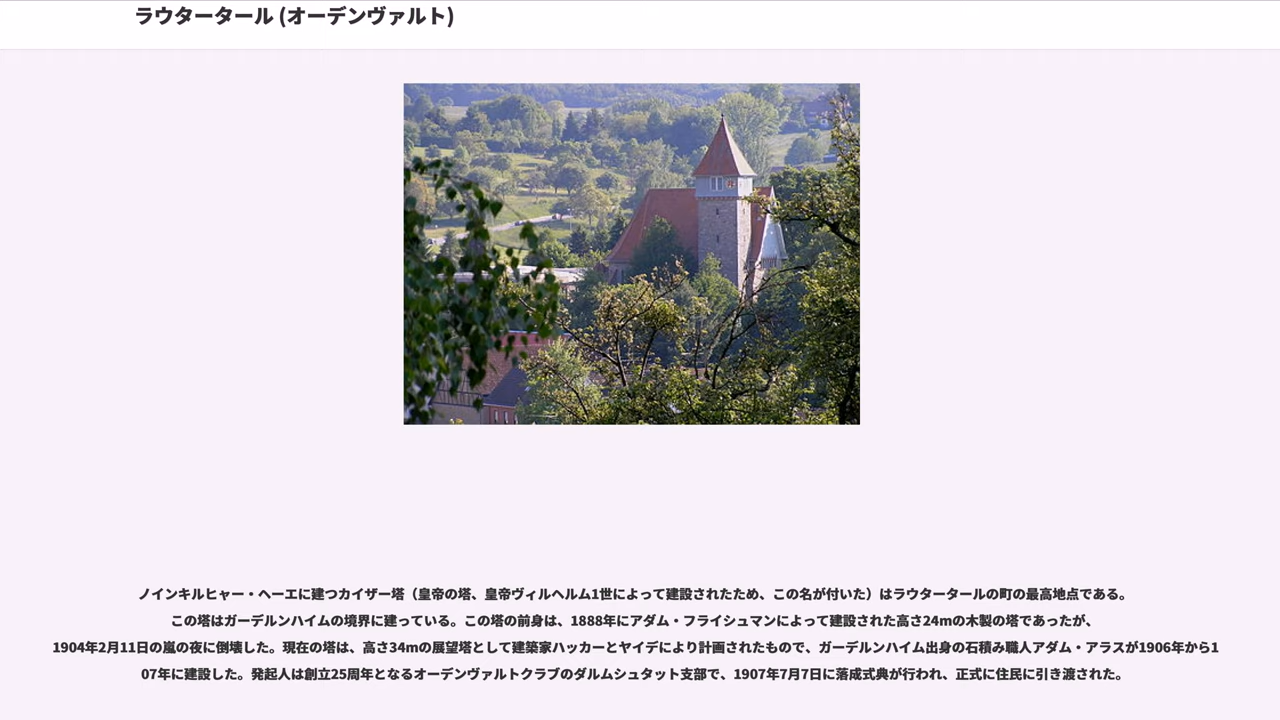 ラウタータール (オーデンヴァルト)
ノインキルヒャー・ヘーエに建つカイザー塔（皇帝の塔、皇帝ヴィルヘルム1世によって建設されたため、この名が付いた）はラウタータールの町の最高地点である。
この塔はガーデルンハイムの境界に建っている。この塔の前身は、1888年にアダム・フライシュマンによって建設された高さ24mの木製の塔であったが、
1904年2月11日の嵐の夜に倒壊した。現在の塔は、高さ34mの展望塔として建築家ハッカーとヤイデにより計画されたもので、ガーデルンハイム出身の石積み職人アダム・アラスが1906年から1
07年に建設した。発起人は創立25周年となるオーデンヴァルトクラブのダルムシュタット支部で、1907年7月7日に落成式典が行われ、正式に住民に引き渡された。